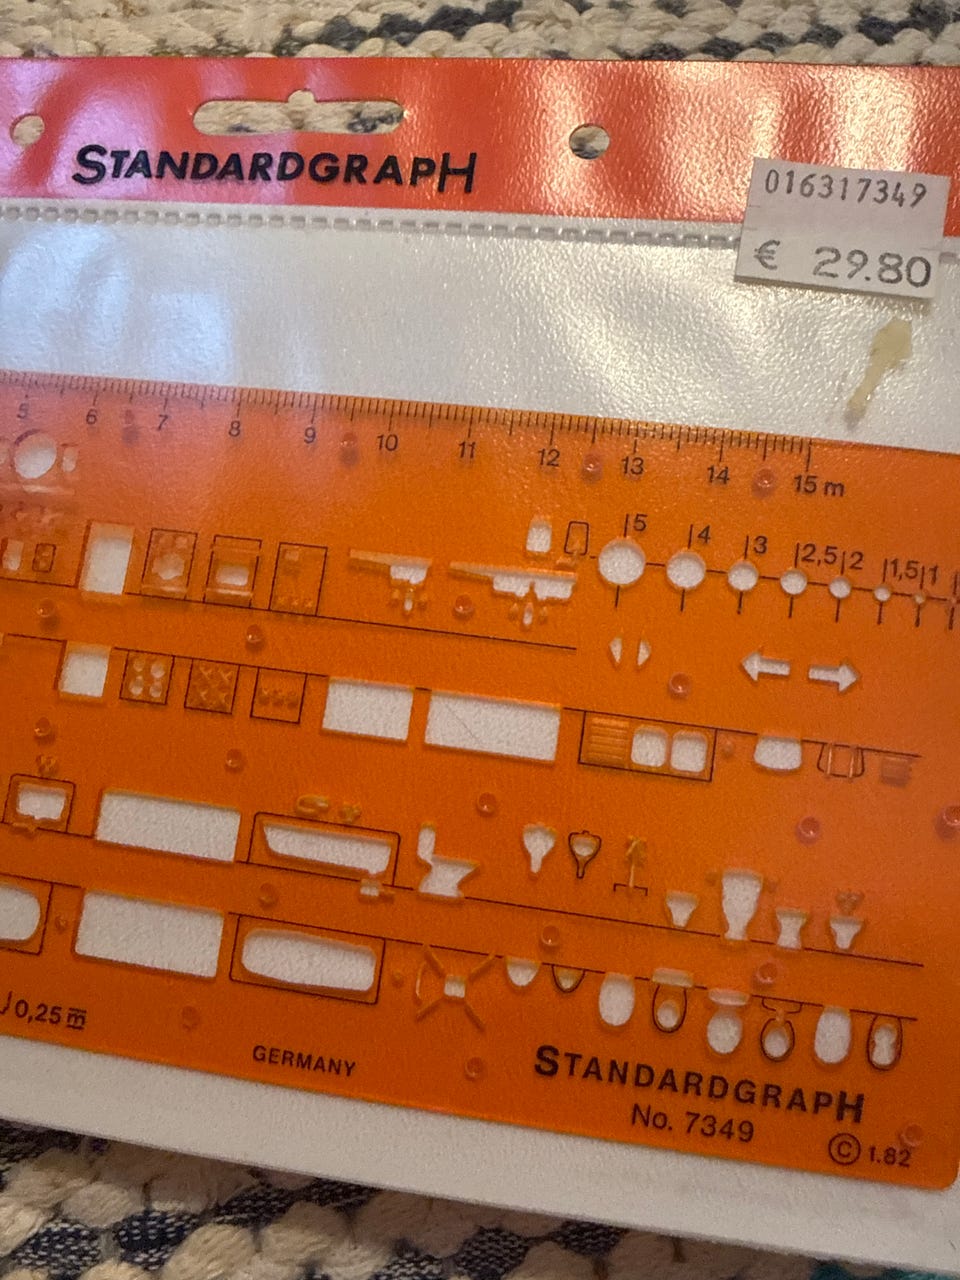 STANDARDGRAPH
016317349
€ 29.80
5 6 7 8 9 10 11 12 13 14 15 m
5 4 3 2,5 2 1,5 1
0,25 m
GERMANY
STANDARDGRAPH
No. 7349
© 1.82